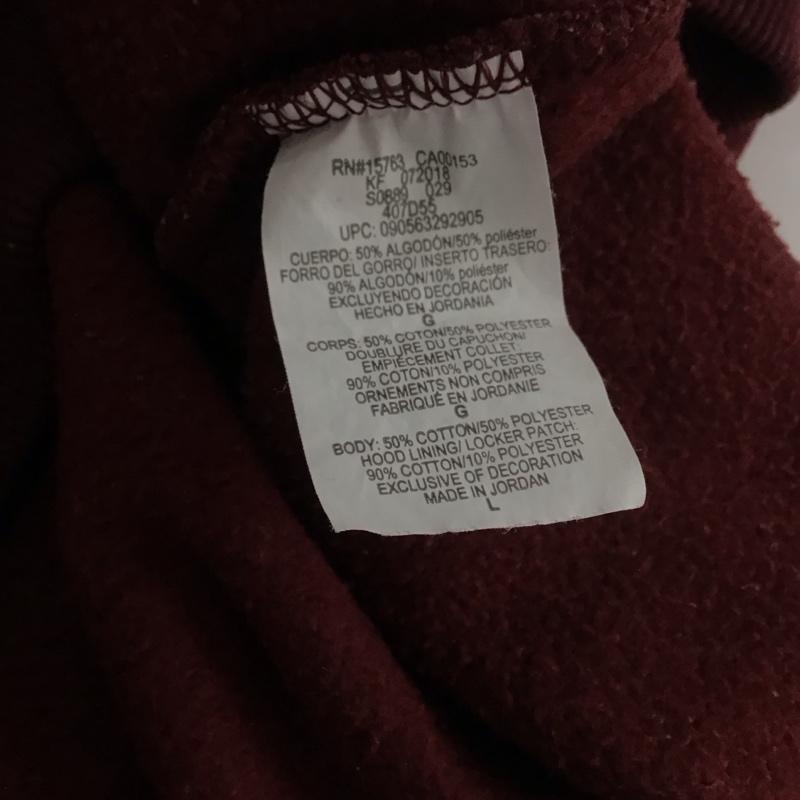 RN#15763 CA00153
KF 072018
S0689 029
407D55
UPC: 090563292905
CUERPO: 50% ALGODÓN/50% poliéster
FORRO DEL GORRO/ INSERTO TRASERO:
90% ALGODÓN/10% poliéster
EXCLUYENDO DECORACIÓN
HECHO EN JORDANIA
G
CORPS: 50% COTON/50% POLYESTER
DOUBLURE DU CAPUCHON/
EMPIÈCEMENT COLLET:
90% COTON/10% POLYESTER
ORNEMENTS NON COMPRIS
FABRIQUÉ EN JORDANIE
G
BODY: 50% COTTON/50% POLYESTER
HOOD LINING/ LOCKER PATCH:
90% COTTON/10% POLYESTER
EXCLUSIVE OF DECORATION
MADE IN JORDAN
L